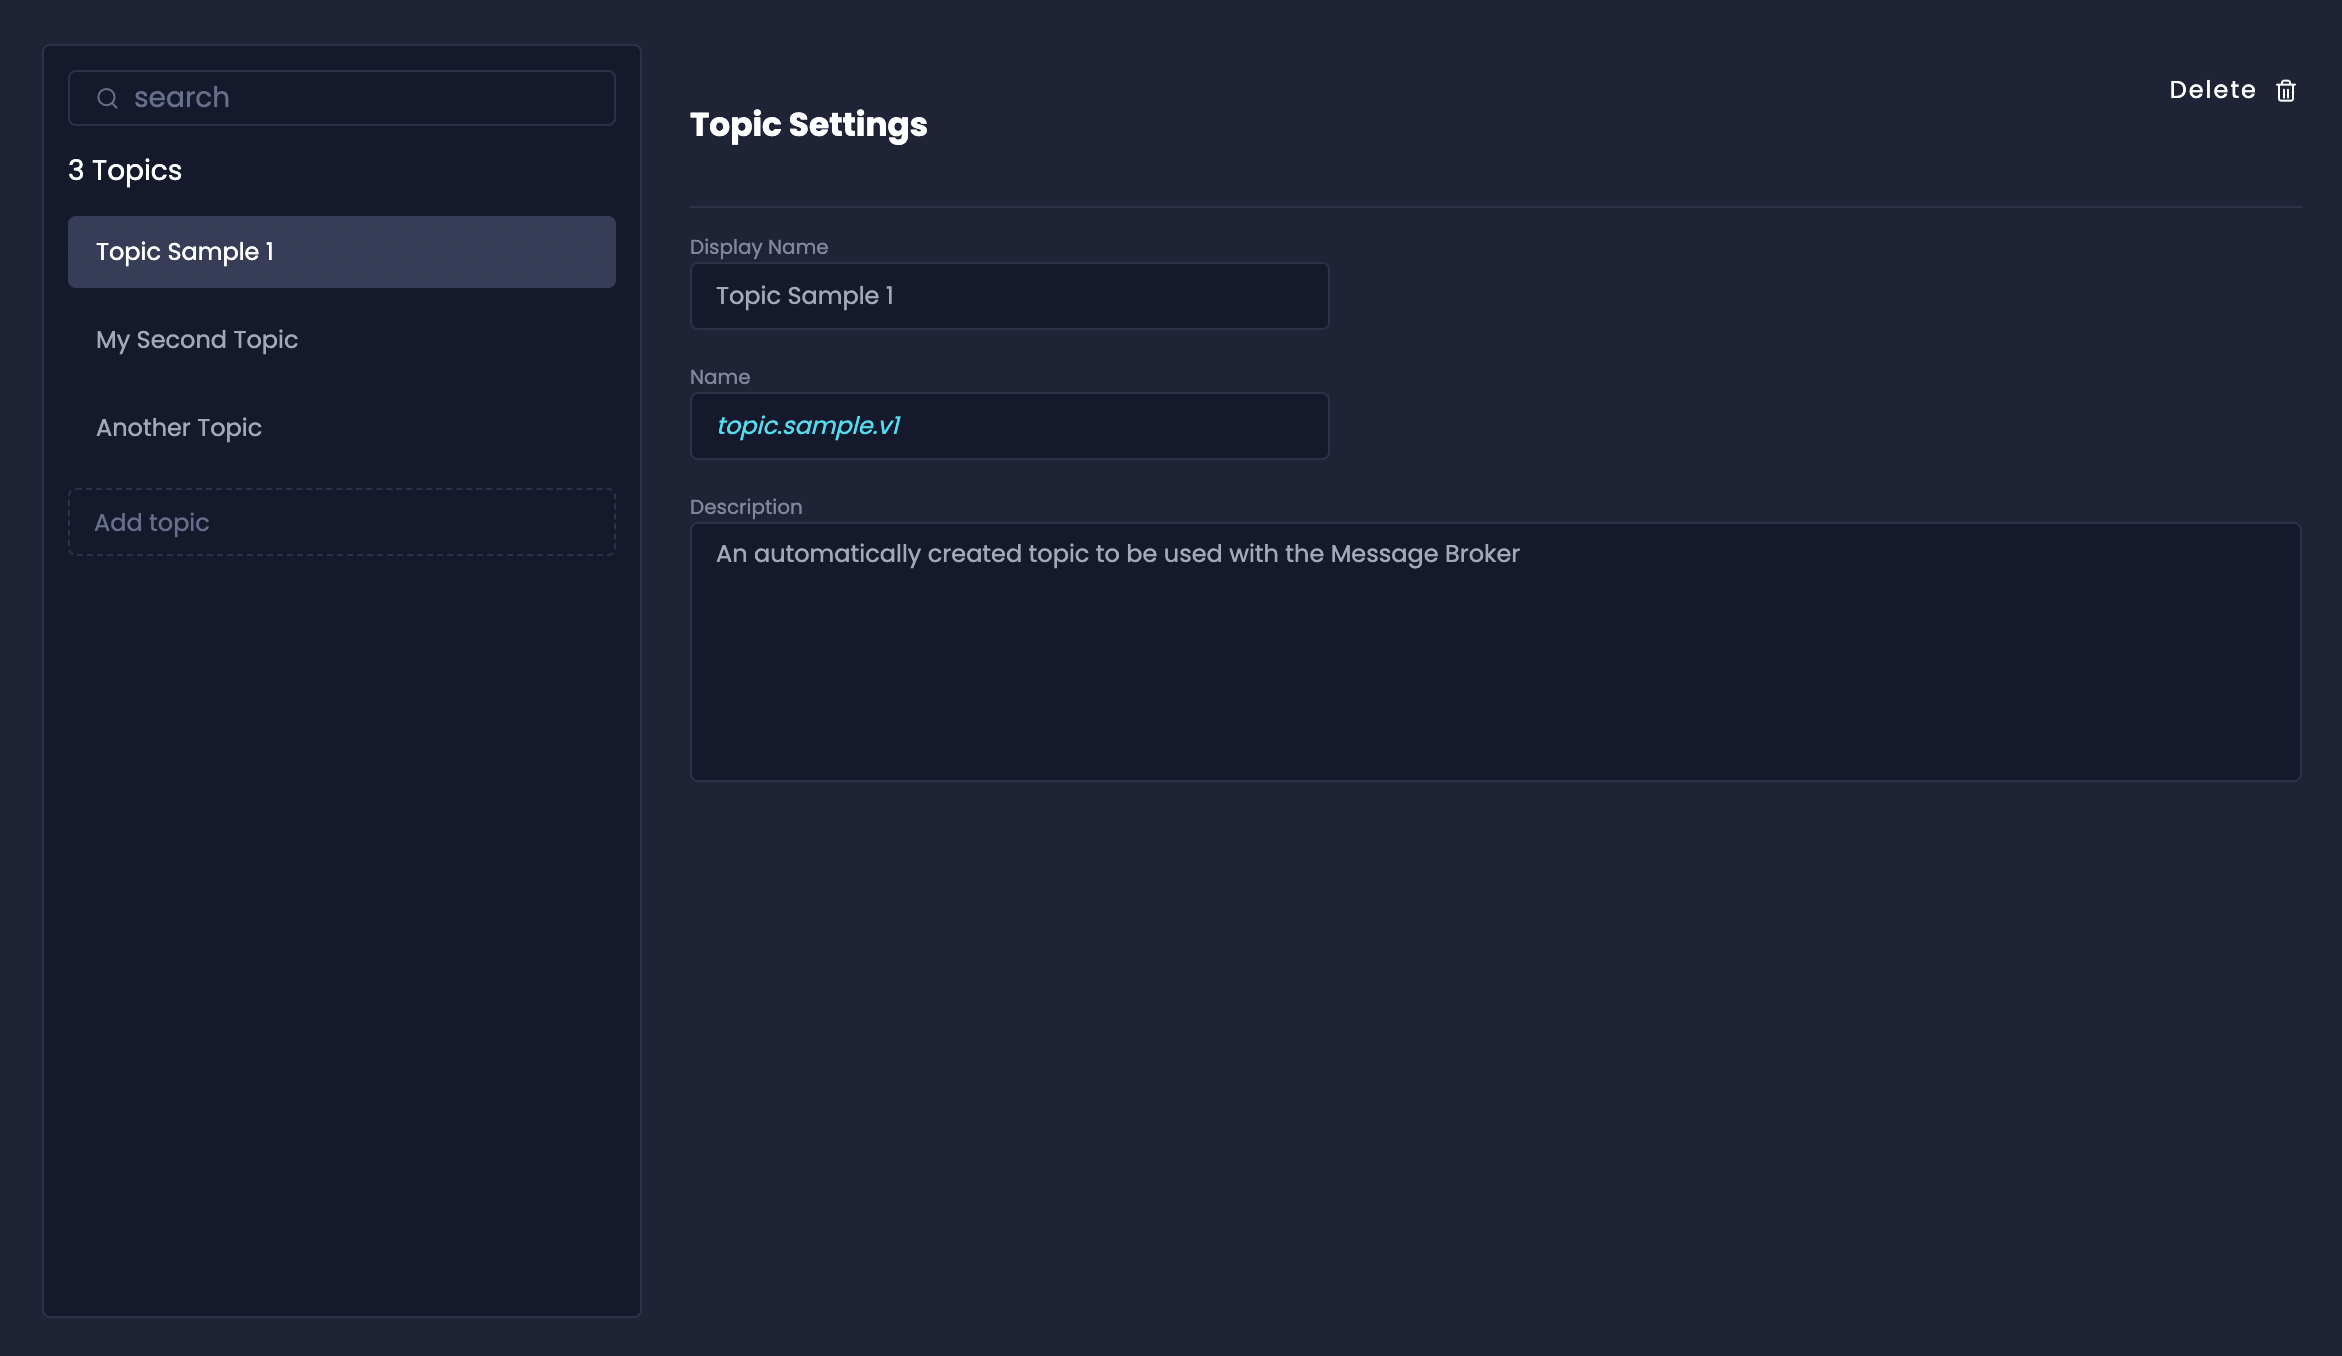 search
3 Topics
Topic Sample 1
My Second Topic
Another Topic
Add topic
Delete
Topic Settings
Display Name
Topic Sample 1
Name
topic.sample.v1
Description
An automatically created topic to be used with the Message Broker